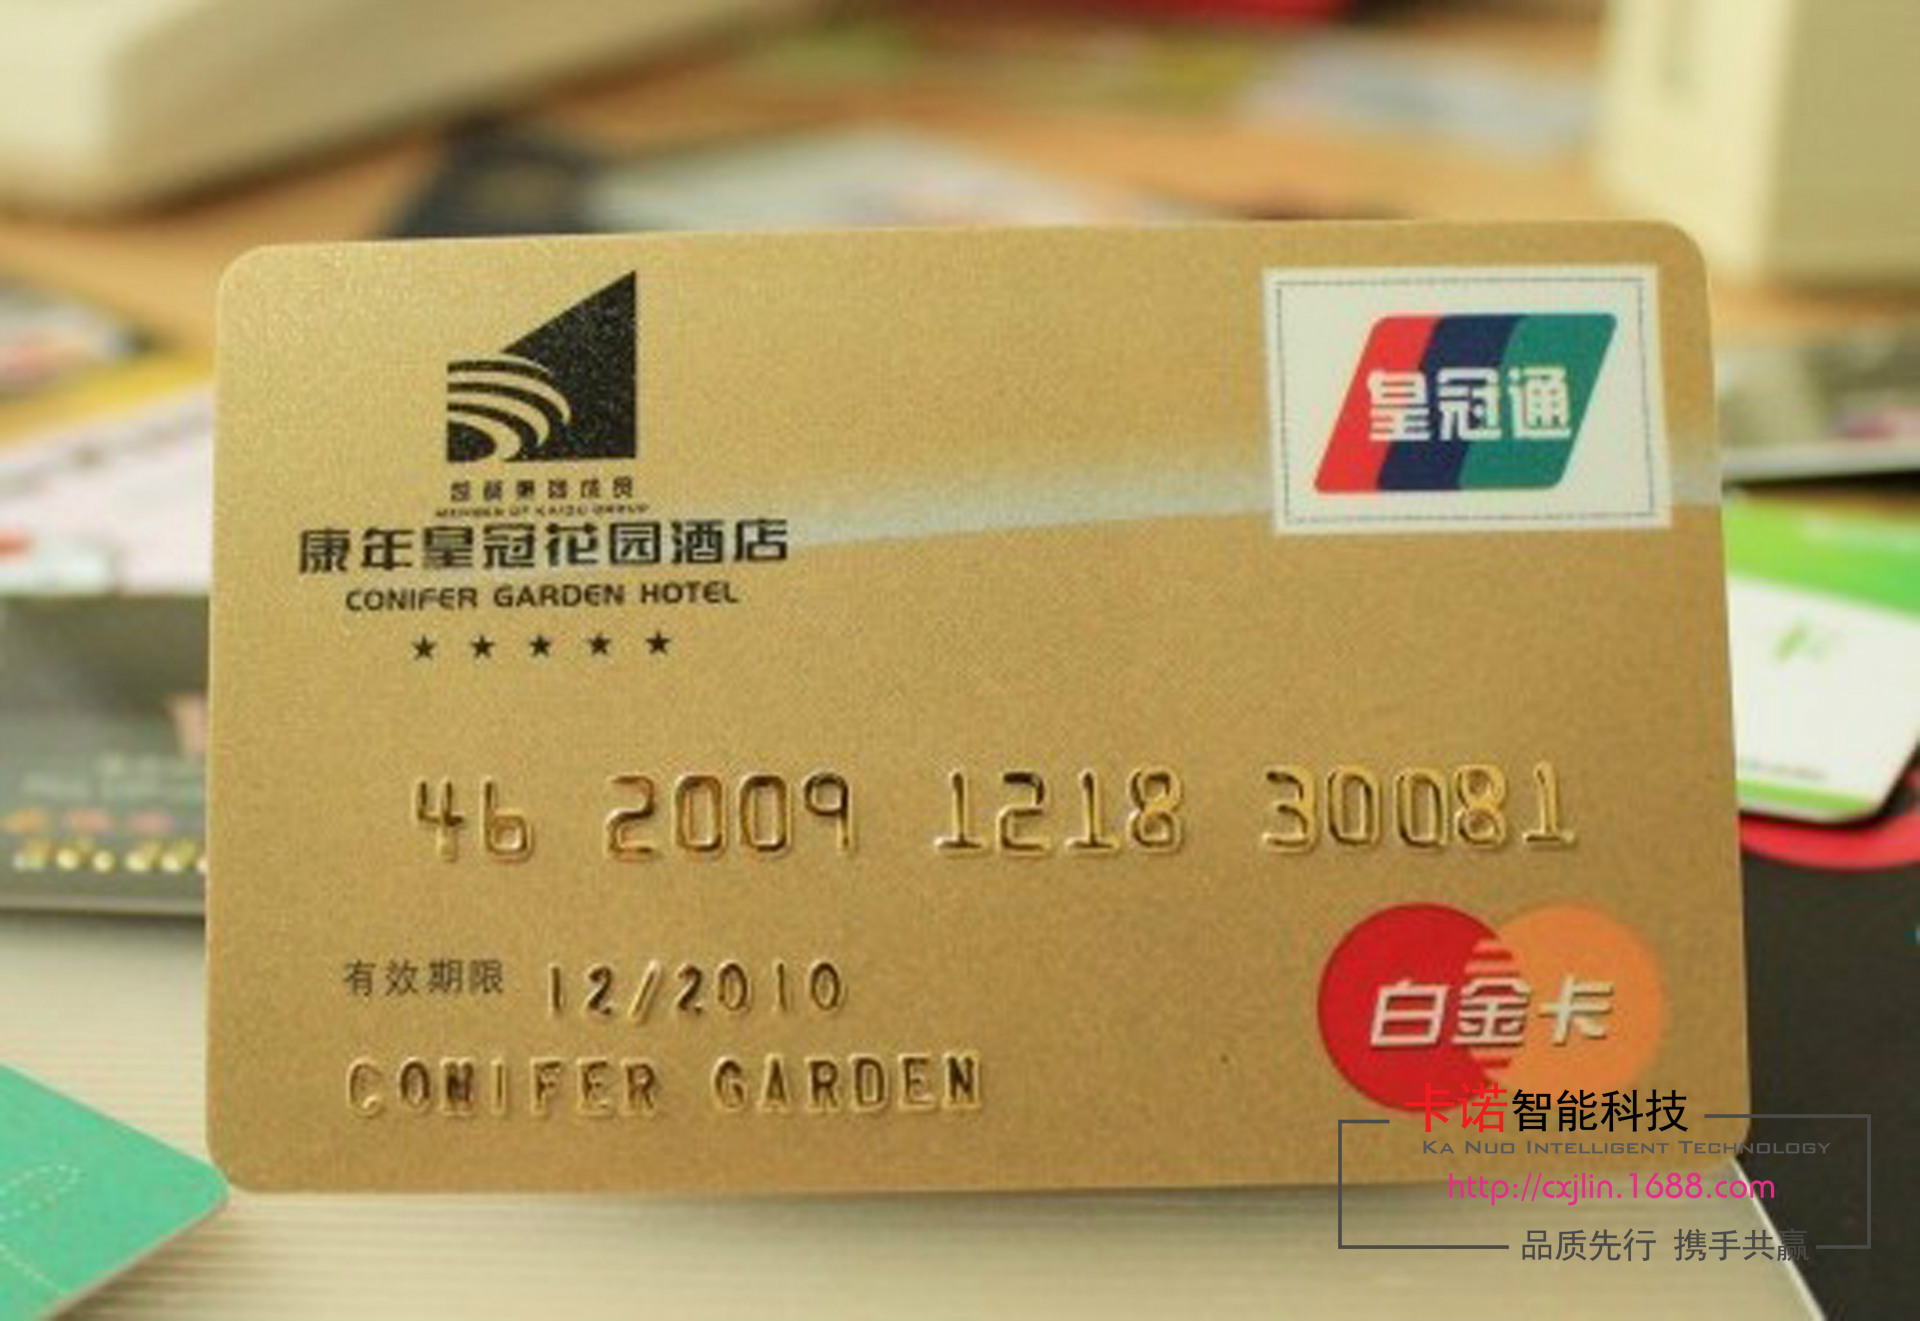 皇冠通
康年皇冠花园酒店
CONIFER GARDEN HOTEL
46 2009 1218 30081
有效期限 12/2010
CONIFER GARDEN
白金卡
卡诺智能科技
KA NUO INTELLIGENT TECHNOLOGY
http://cxjlin.1688.com
品质先行 携手共赢